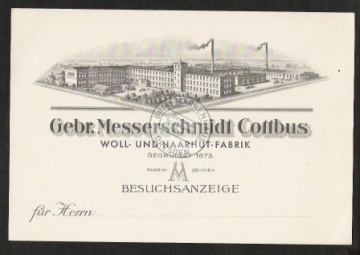 Gebr. Messerschmidt Cottbus
WOLL- UND HAARHUT-FABRIK
GEGRÜNDET 1873.
FABRIK- ZEICHEN
M
BESUCHSANZEIGE
für Herrn